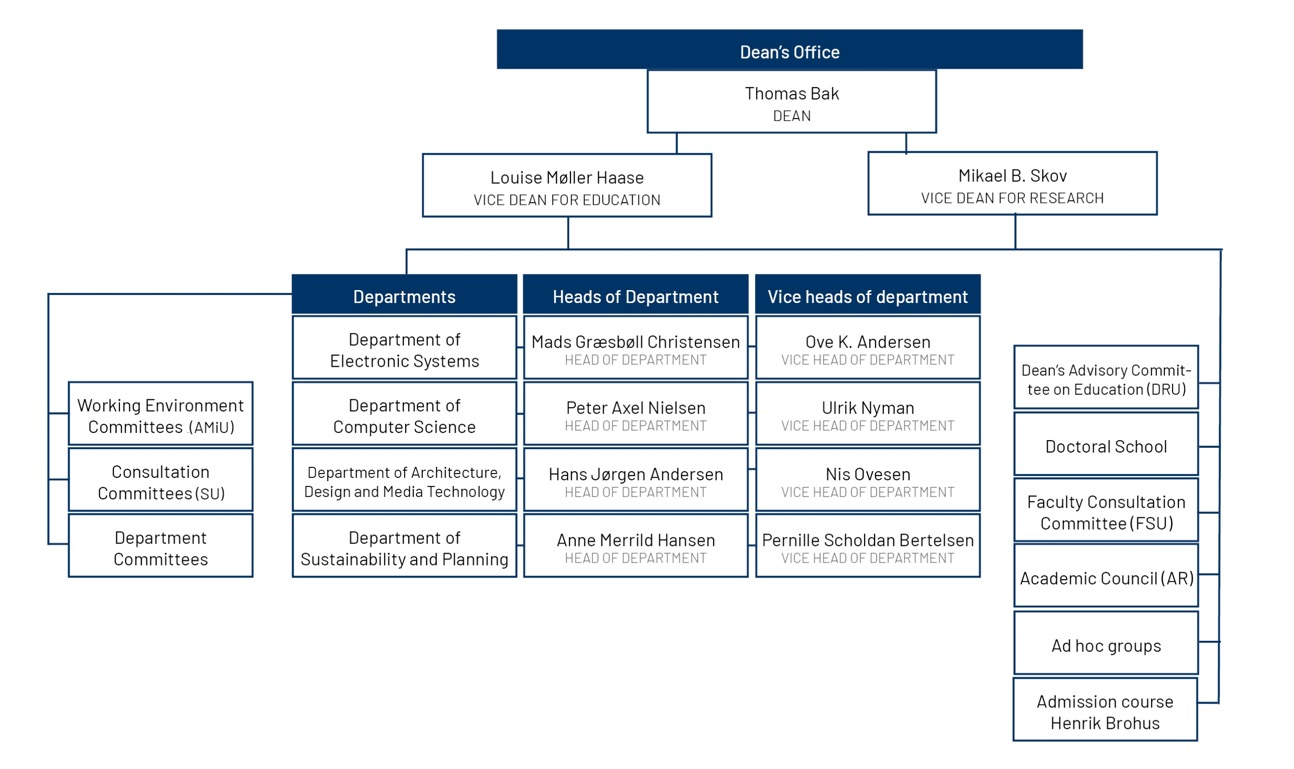 Dean's Office
Thomas Bak
DEAN
Louise Møller Haase
VICE DEAN FOR EDUCATION
Mikael B. Skov
VICE DEAN FOR RESEARCH
Departments
Heads of Department
Vice heads of department
Department of
Electronic Systems
Mads Græsbøll Christensen
HEAD OF DEPARTMENT
Ove K. Andersen
VICE HEAD OF DEPARTMENT
Department of
Computer Science
Peter Axel Nielsen
HEAD OF DEPARTMENT
Ulrik Nyman
VICE HEAD OF DEPARTMENT
Department of Architecture,
Design and Media Technology
Hans Jørgen Andersen
HEAD OF DEPARTMENT
Nis Ovesen
VICE HEAD OF DEPARTMENT
Department of
Sustainability and Planning
Anne Merrild Hansen
HEAD OF DEPARTMENT
Pernille Scholdan Bertelsen
VICE HEAD OF DEPARTMENT
Working Environment
Committees (AMiU)
Consultation
Committees (SU)
Department
Committees
Dean's Advisory Commit-
tee on Education (DRU)
Doctoral School
Faculty Consultation
Committee (FSU)
Academic Council (AR)
Ad hoc groups
Admission course
Henrik Brohus